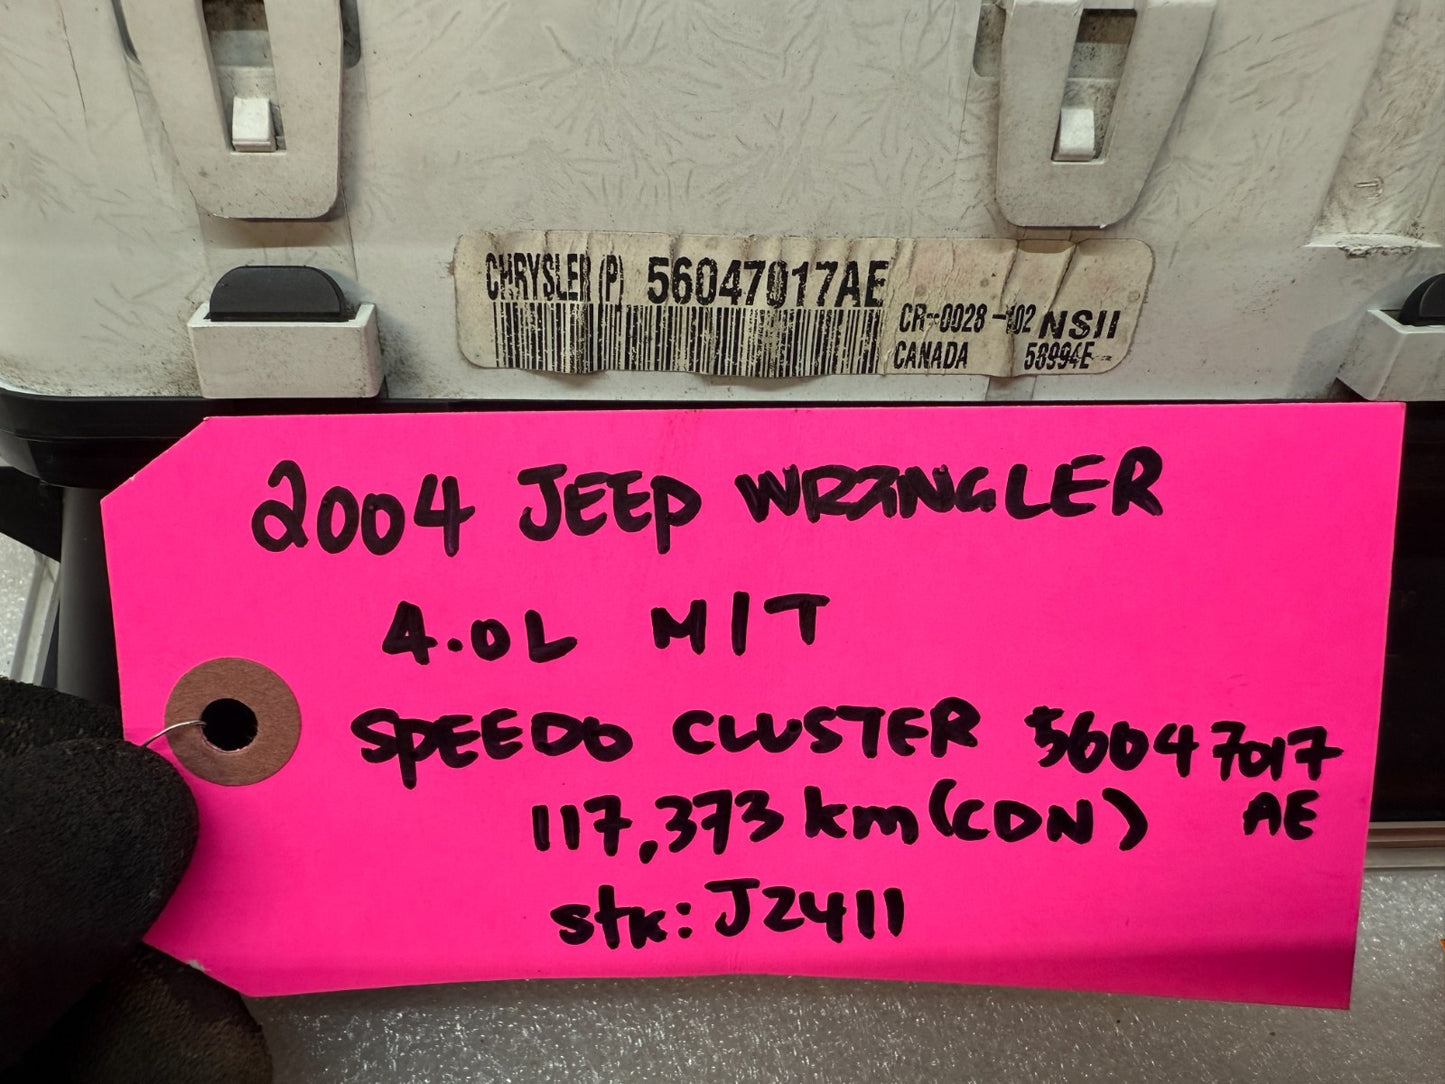 CHRYSLER (P) 56047017AE
CR-0028-102 NSII
CANADA 58994E
2004 JEEP WRANGLER
4.0L M/T
SPEEDO CLUSTER 56047017
AE
117,373 km (CDN)
stk: J2411